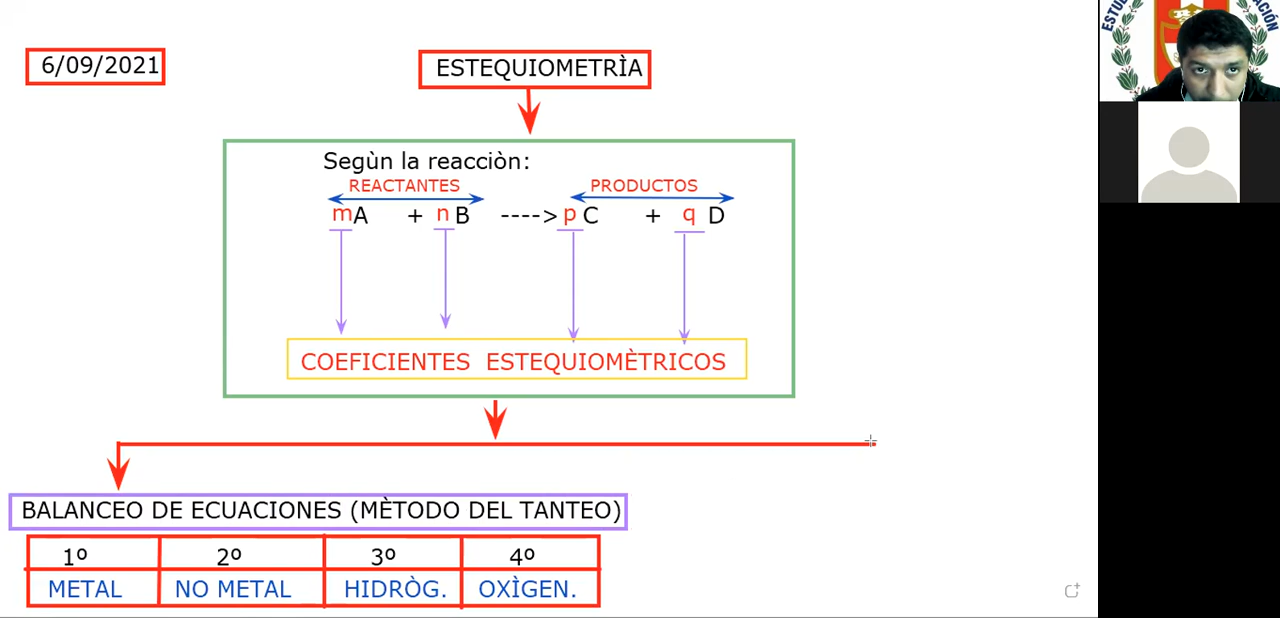 6/09/2021
ESTEQUIOMETRÌA
Segùn la reacciòn:
REACTANTES PRODUCTOS
mA + n B ----> p C + q D
COEFICIENTES ESTEQUIOMÈTRICOS
BALANCEO DE ECUACIONES (MÈTODO DEL TANTEO)
1º 2º 3º 4º
METAL NO METAL HIDRÒG. OXÌGEN.